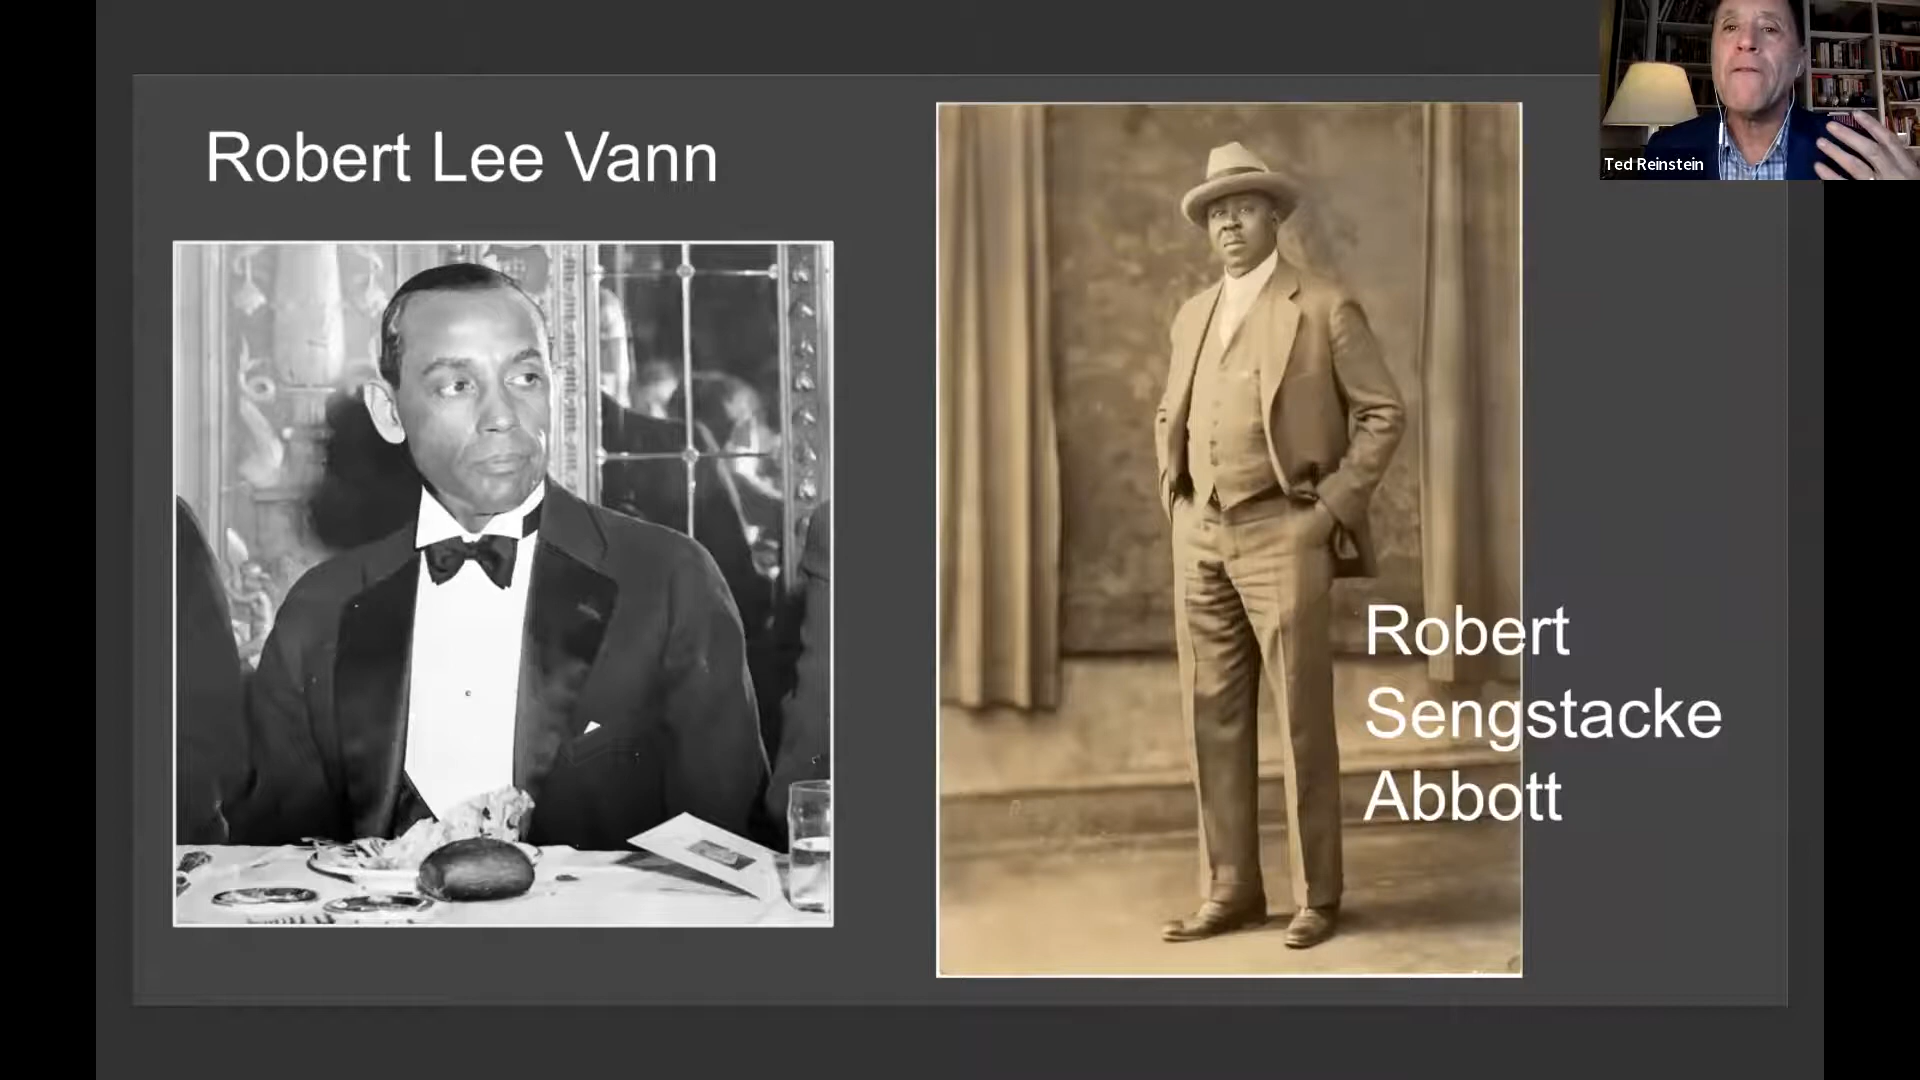 Robert Lee Vann
Ted Reinstein
Robert
Sengstacke
Abbott